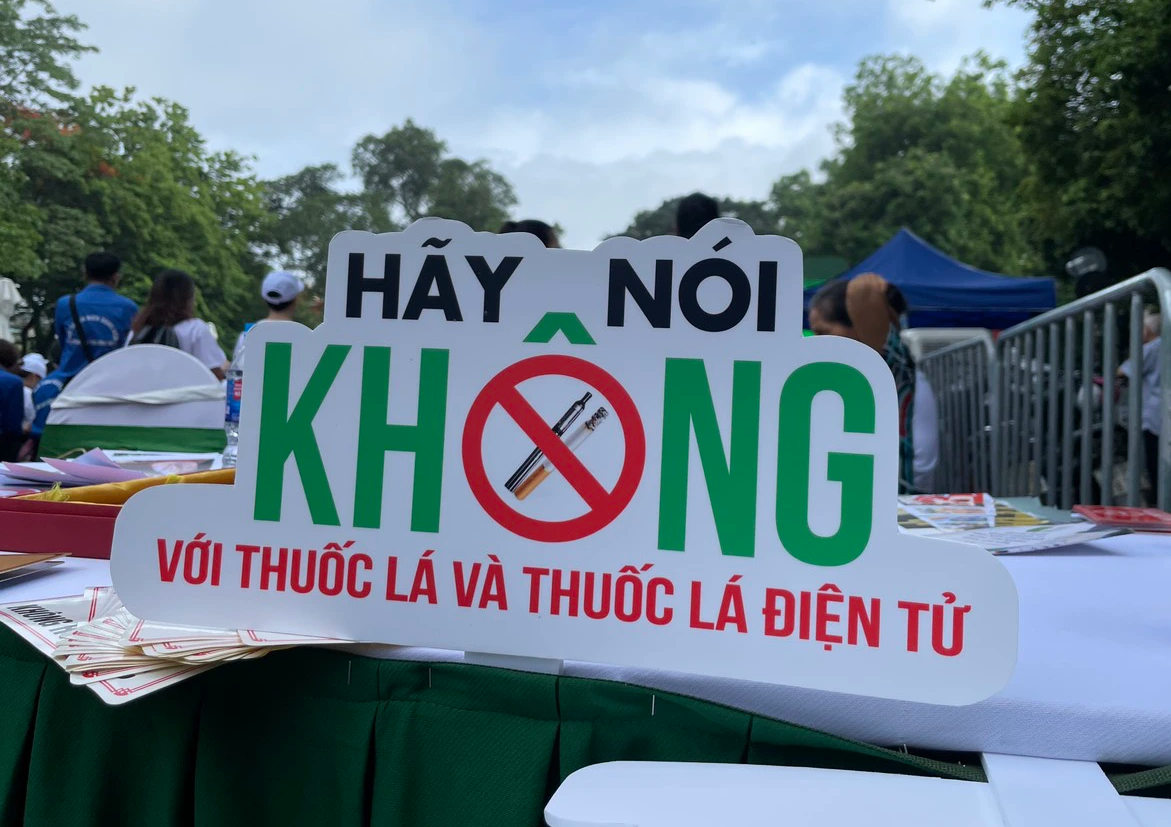 HÃY NÓI
KHÔNG
VỚI THUỐC LÁ VÀ THUỐC LÁ ĐIỆN TỬ